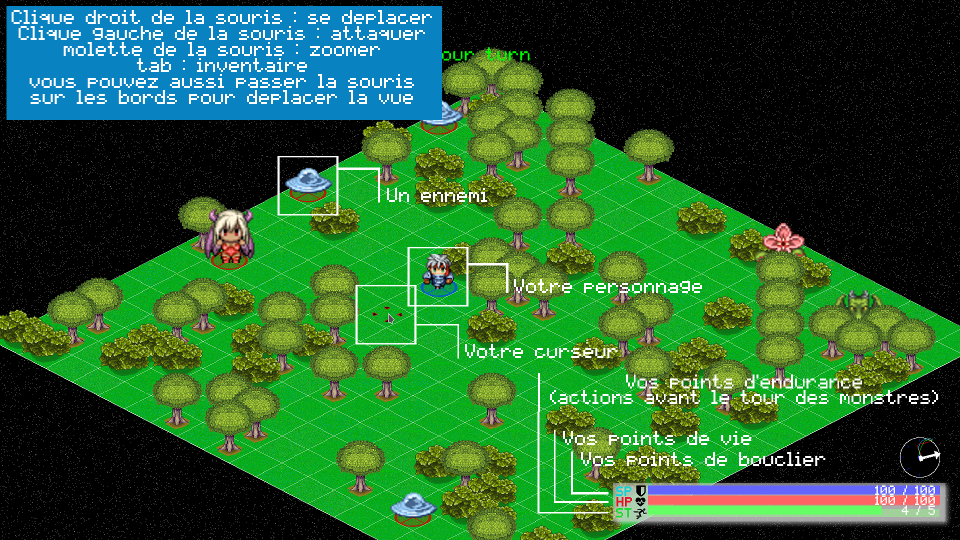 Clique droit de la souris : se deplacer
Clique gauche de la souris : attaquer
molette de la souris : zoomer
tab : inventaire
vous pouvez aussi passer la souris
sur les bords pour deplacer la vue
our turn
Un ennemi
Votre personnage
Votre curseur
Vos points d'endurance
(actions avant le tour des monstres)
Vos points de vie
Vos points de bouclier
SP 100 / 100
HP 100 / 100
ST 4 / 5